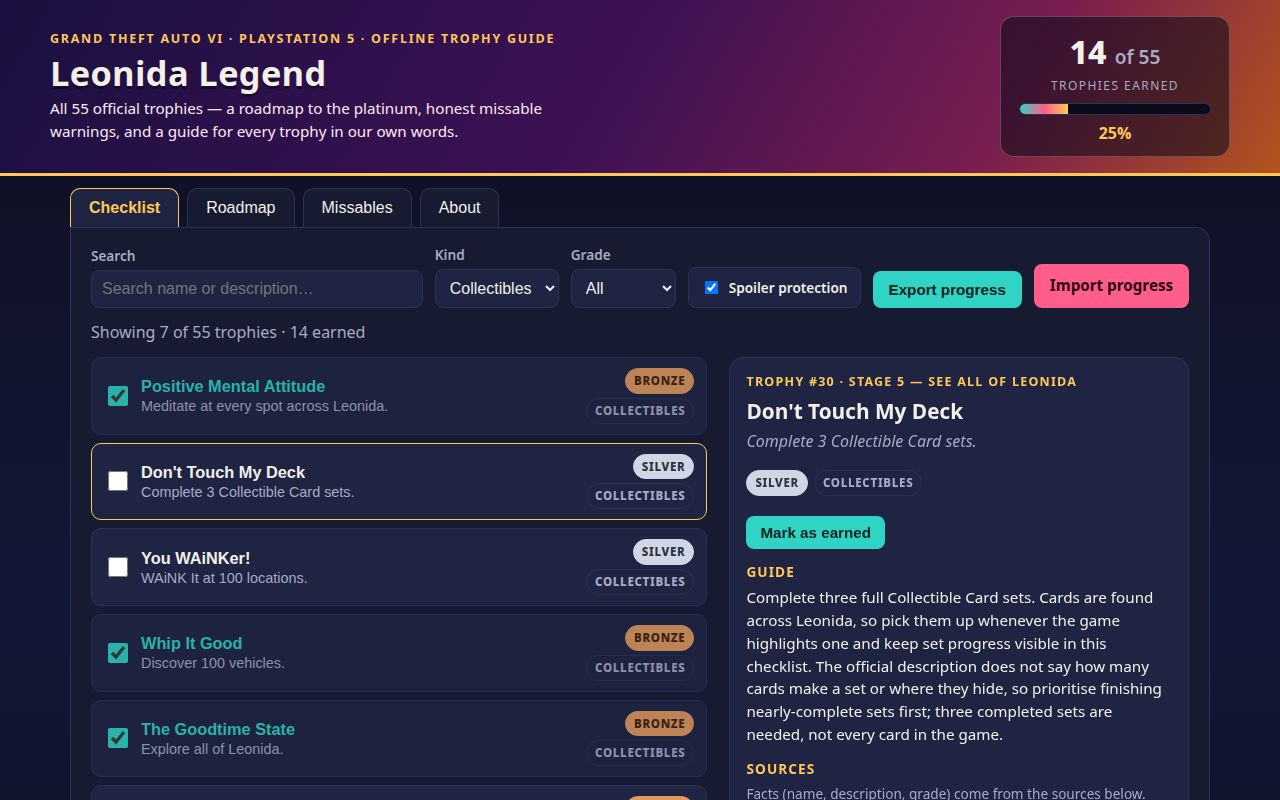 GRAND THEFT AUTO VI · PLAYSTATION 5 · OFFLINE TROPHY GUIDE
Leonida Legend
All 55 official trophies — a roadmap to the platinum, honest missable
warnings, and a guide for every trophy in our own words.
14 of 55
TROPHIES EARNED
25%
Checklist
Roadmap
Missables
About
Search
Kind
Grade
Search name or description…
Collectibles
All
Spoiler protection
Export progress
Import progress
Showing 7 of 55 trophies · 14 earned
Positive Mental Attitude
Meditate at every spot across Leonida.
BRONZE
COLLECTIBLES
Don't Touch My Deck
Complete 3 Collectible Card sets.
SILVER
COLLECTIBLES
You WAiNKer!
WAiNK It at 100 locations.
SILVER
COLLECTIBLES
Whip It Good
Discover 100 vehicles.
BRONZE
COLLECTIBLES
The Goodtime State
Explore all of Leonida.
BRONZE
COLLECTIBLES
TROPHY #30 · STAGE 5 — SEE ALL OF LEONIDA
Don't Touch My Deck
Complete 3 Collectible Card sets.
SILVER
COLLECTIBLES
Mark as earned
GUIDE
Complete three full Collectible Card sets. Cards are found
across Leonida, so pick them up whenever the game
highlights one and keep set progress visible in this
checklist. The official description does not say how many
cards make a set or where they hide, so prioritise finishing
nearly-complete sets first; three completed sets are
needed, not every card in the game.
SOURCES
Facts (name, description, grade) come from the sources below.